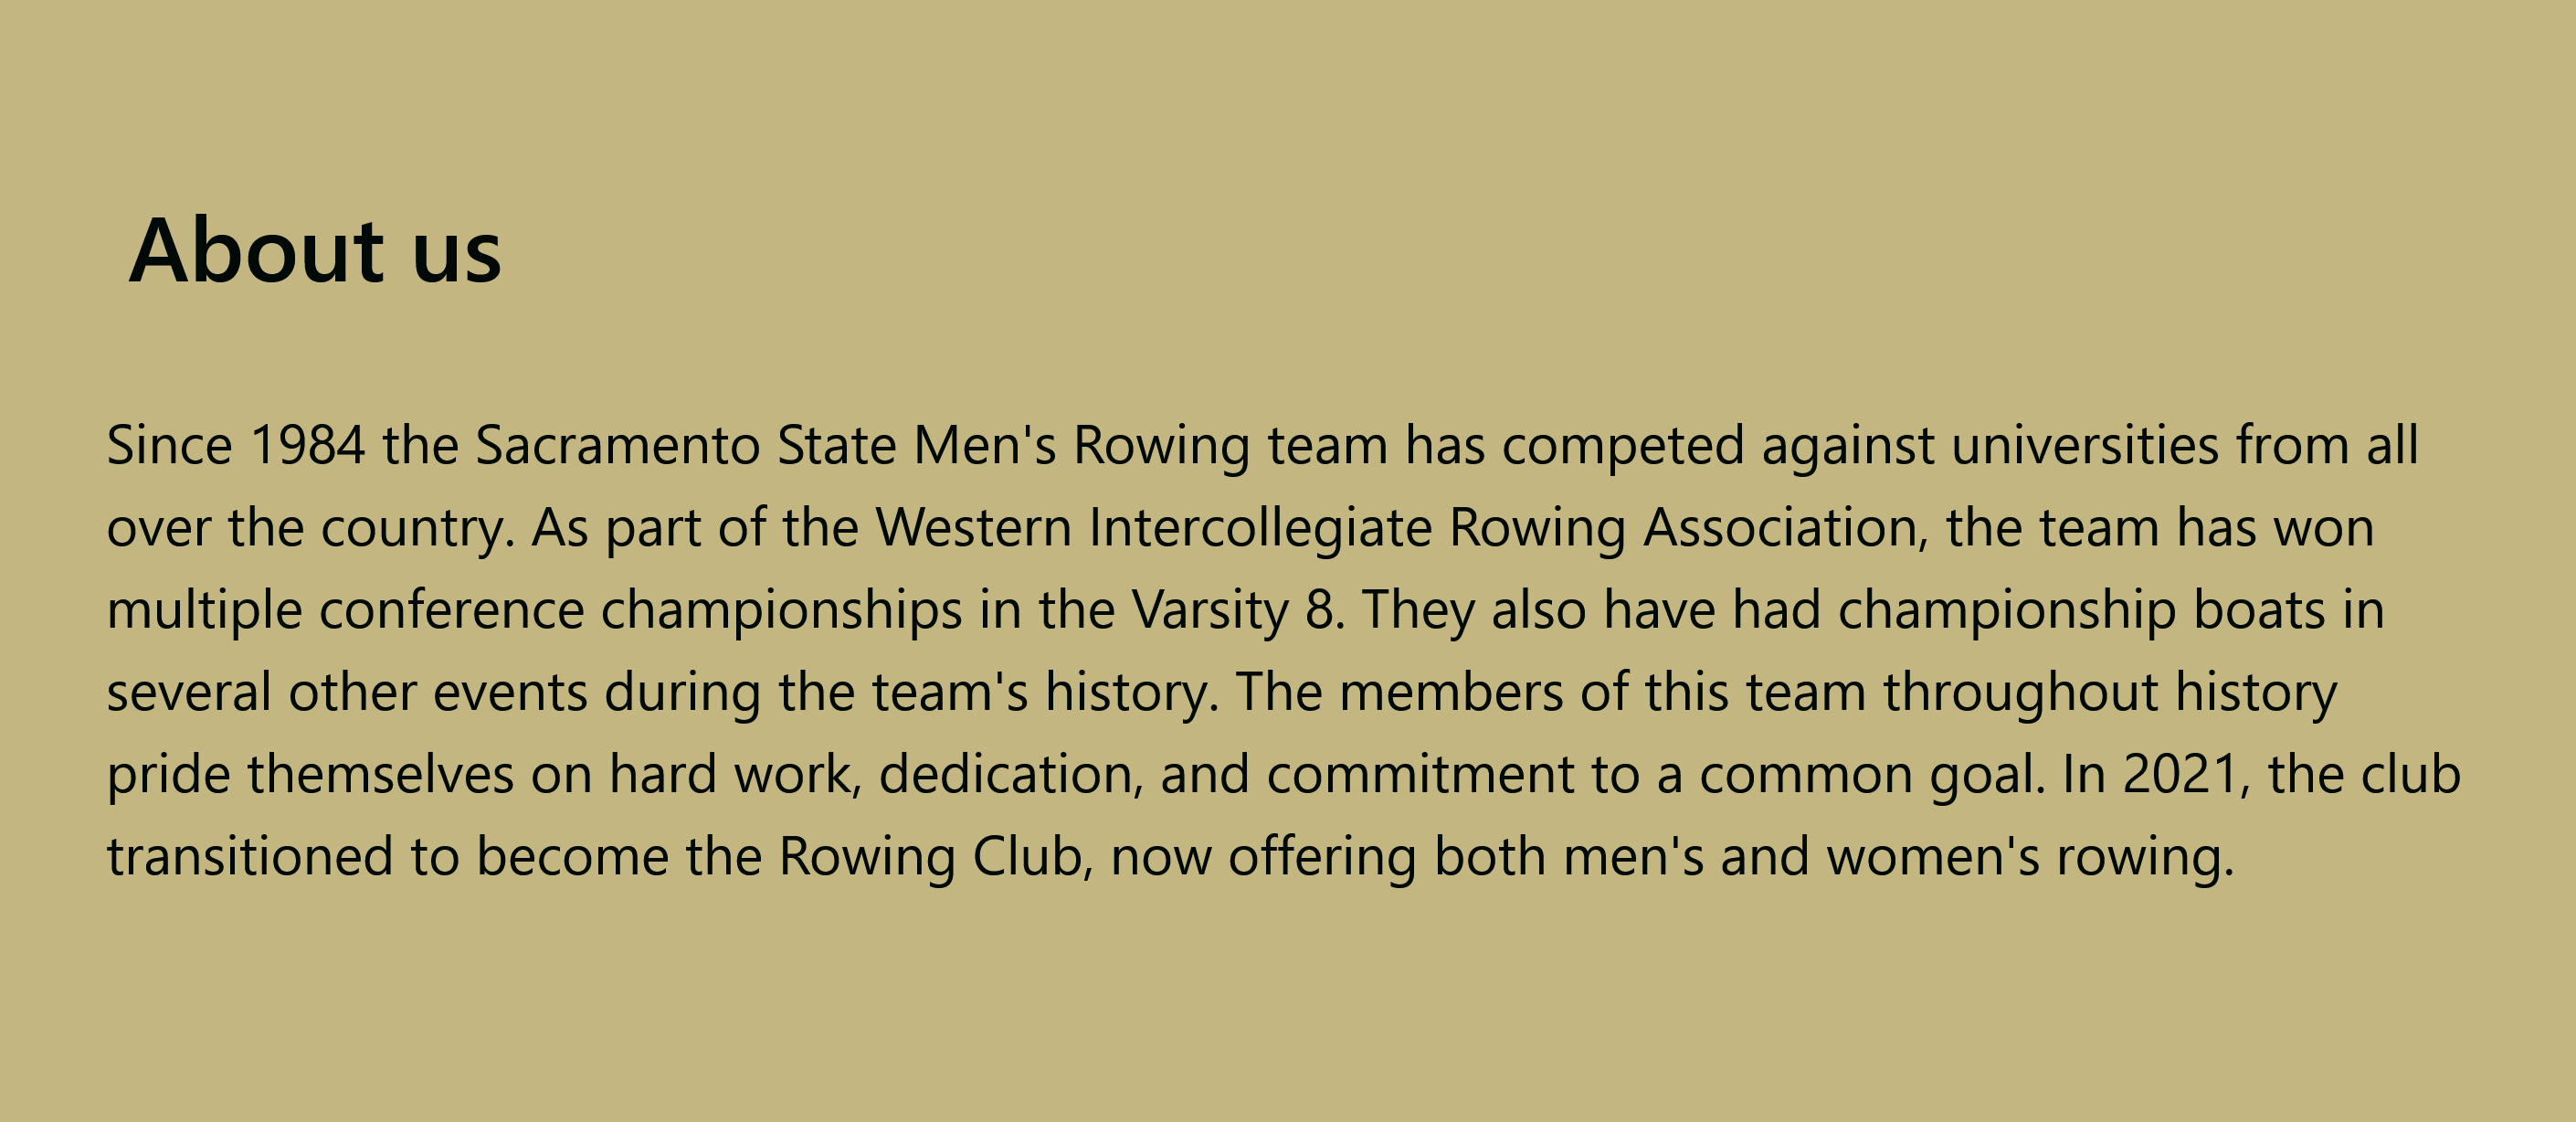 About us
Since 1984 the Sacramento State Men's Rowing team has competed against universities from all
over the country. As part of the Western Intercollegiate Rowing Association, the team has won
multiple conference championships in the Varsity 8. They also have had championship boats in
several other events during the team's history. The members of this team throughout history
pride themselves on hard work, dedication, and commitment to a common goal. In 2021, the club
transitioned to become the Rowing Club, now offering both men's and women's rowing.